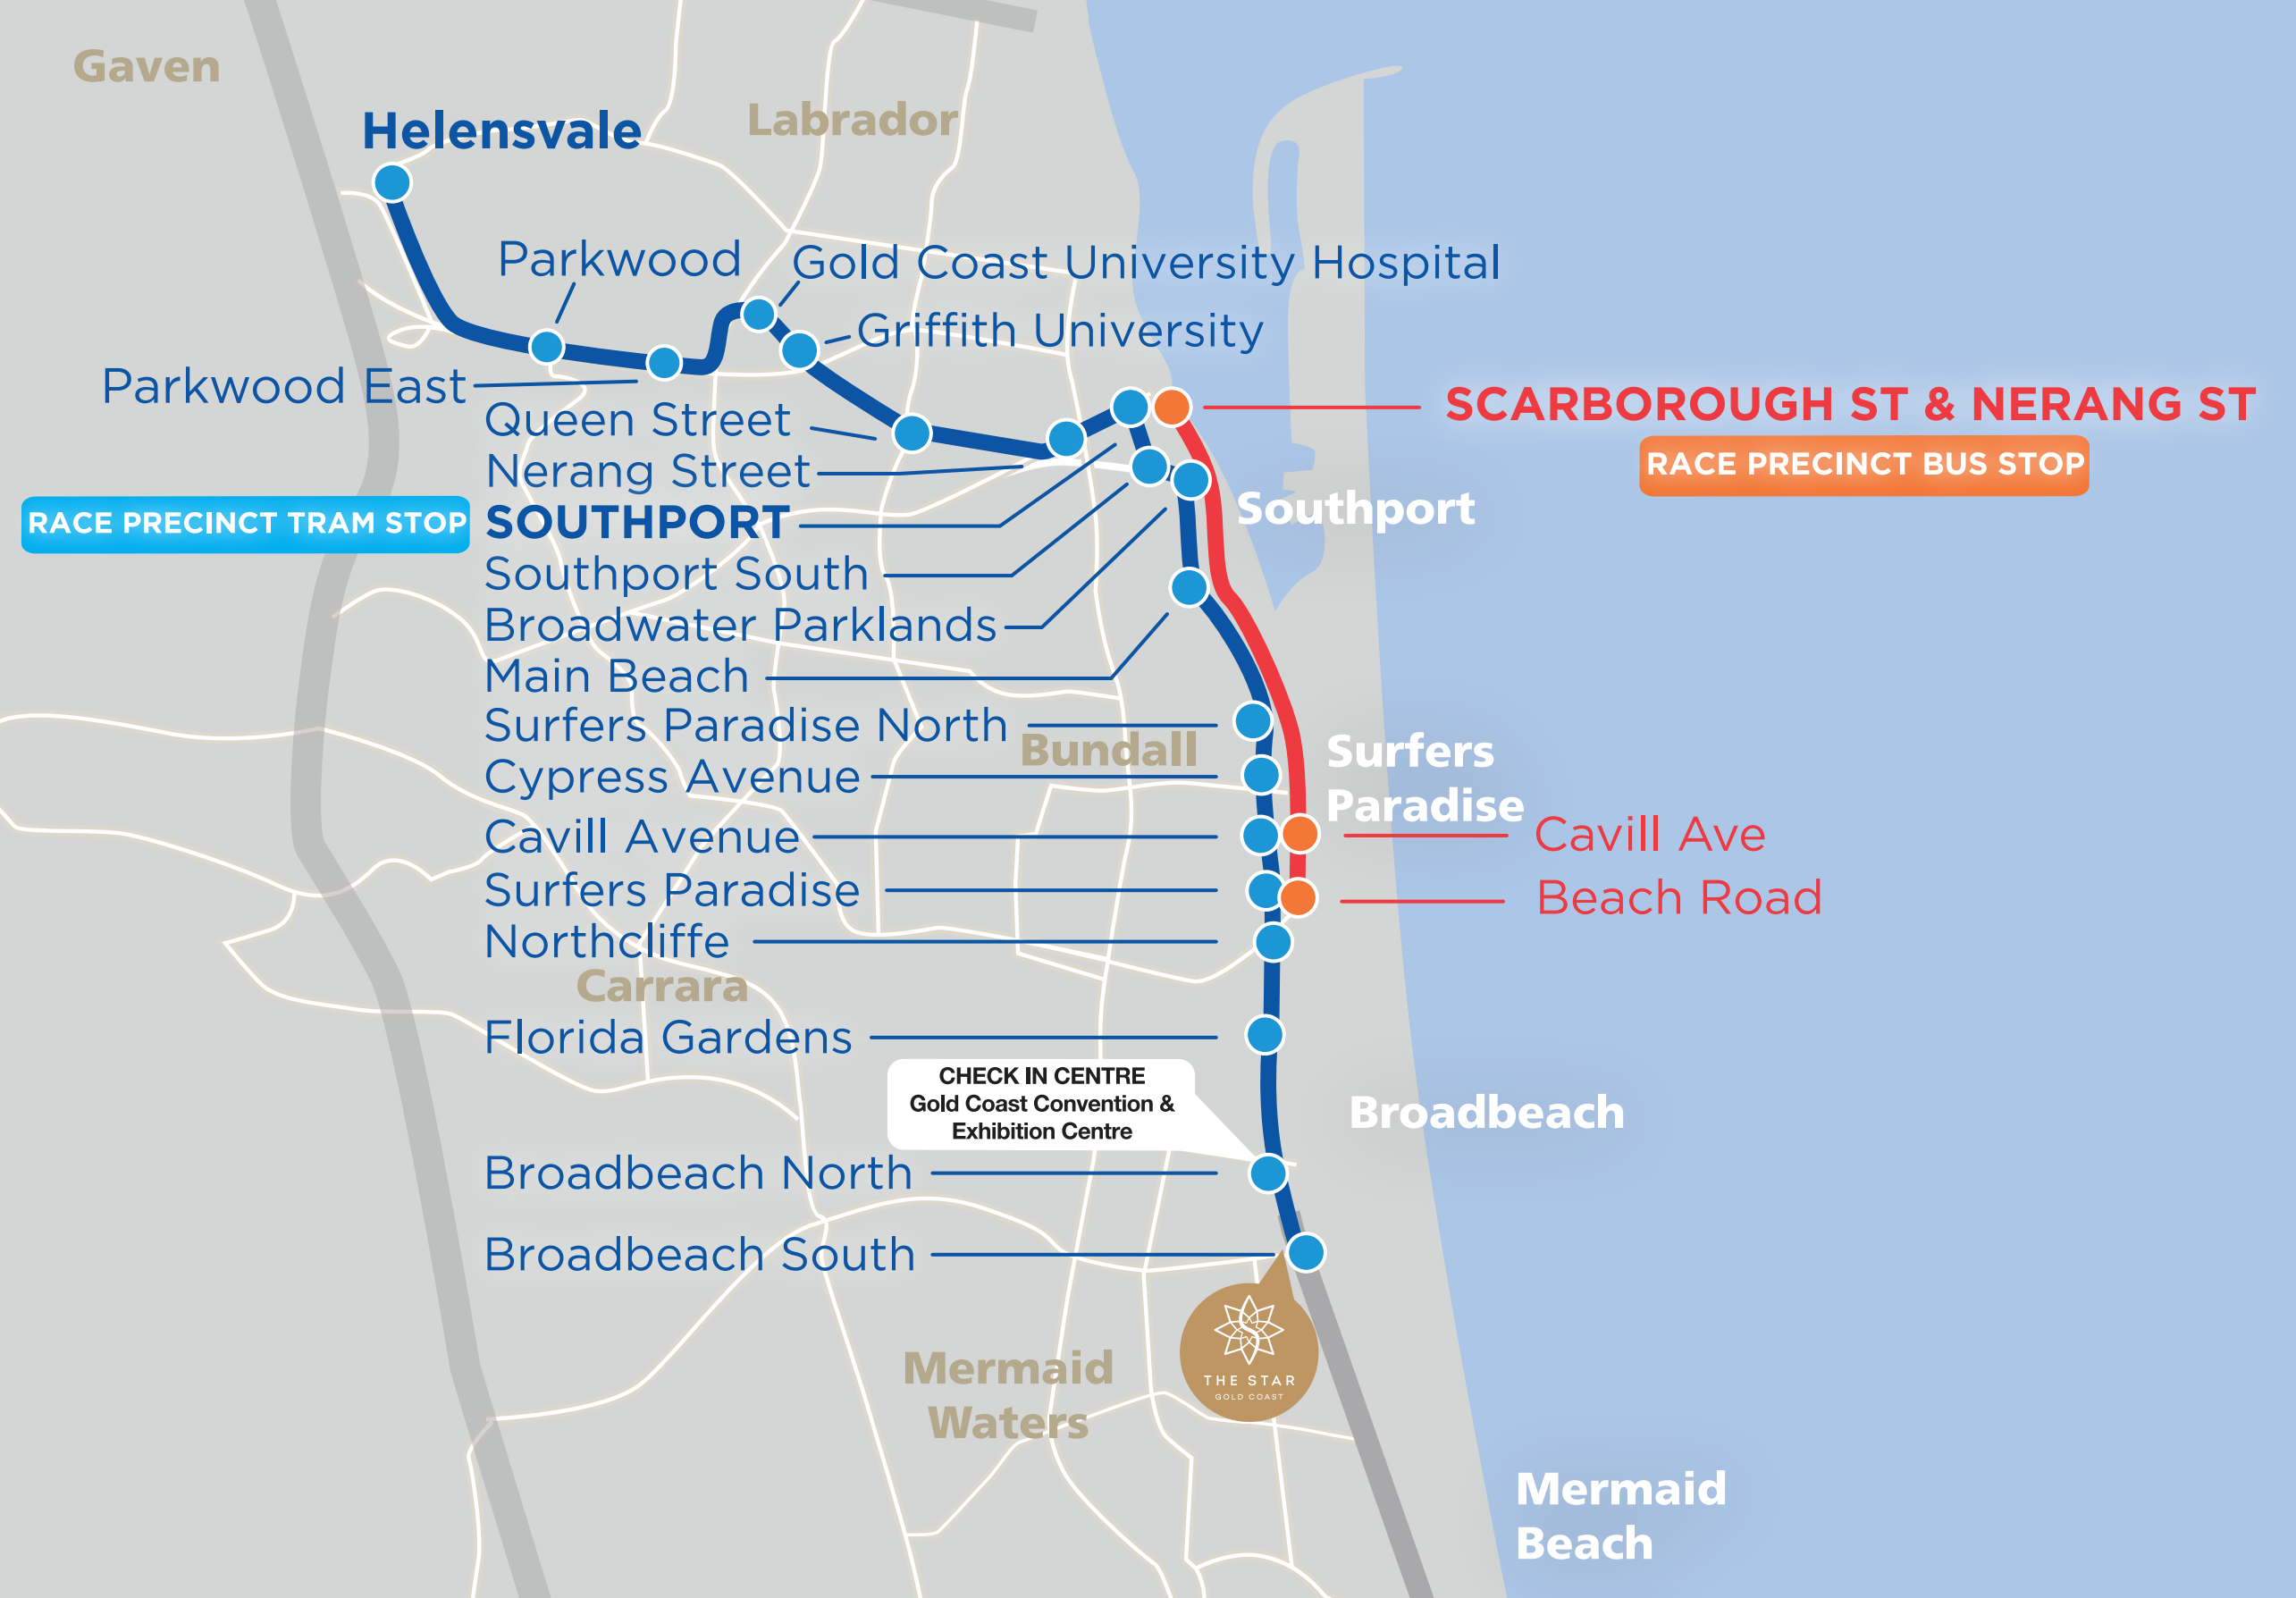 Gaven
Labrador
Helensvale
Parkwood
Gold Coast University Hospital
Griffith University
Parkwood East
SCARBOROUGH ST & NERANG ST
RACE PRECINCT BUS STOP
Queen Street
Nerang Street
RACE PRECINCT TRAM STOP
SOUTHPORT
Southport
Southport South
Broadwater Parklands
Main Beach
Surfers Paradise North
Bundall
Surfers
Paradise
Cypress Avenue
Cavill Avenue
Cavill Ave
Surfers Paradise
Beach Road
Northcliffe
Carrara
Florida Gardens
CHECK IN CENTRE
Gold Coast Convention &
Exhibition Centre
Broadbeach
Broadbeach North
Broadbeach South
THE STAR
GOLD COAST
Mermaid
Waters
Mermaid
Beach